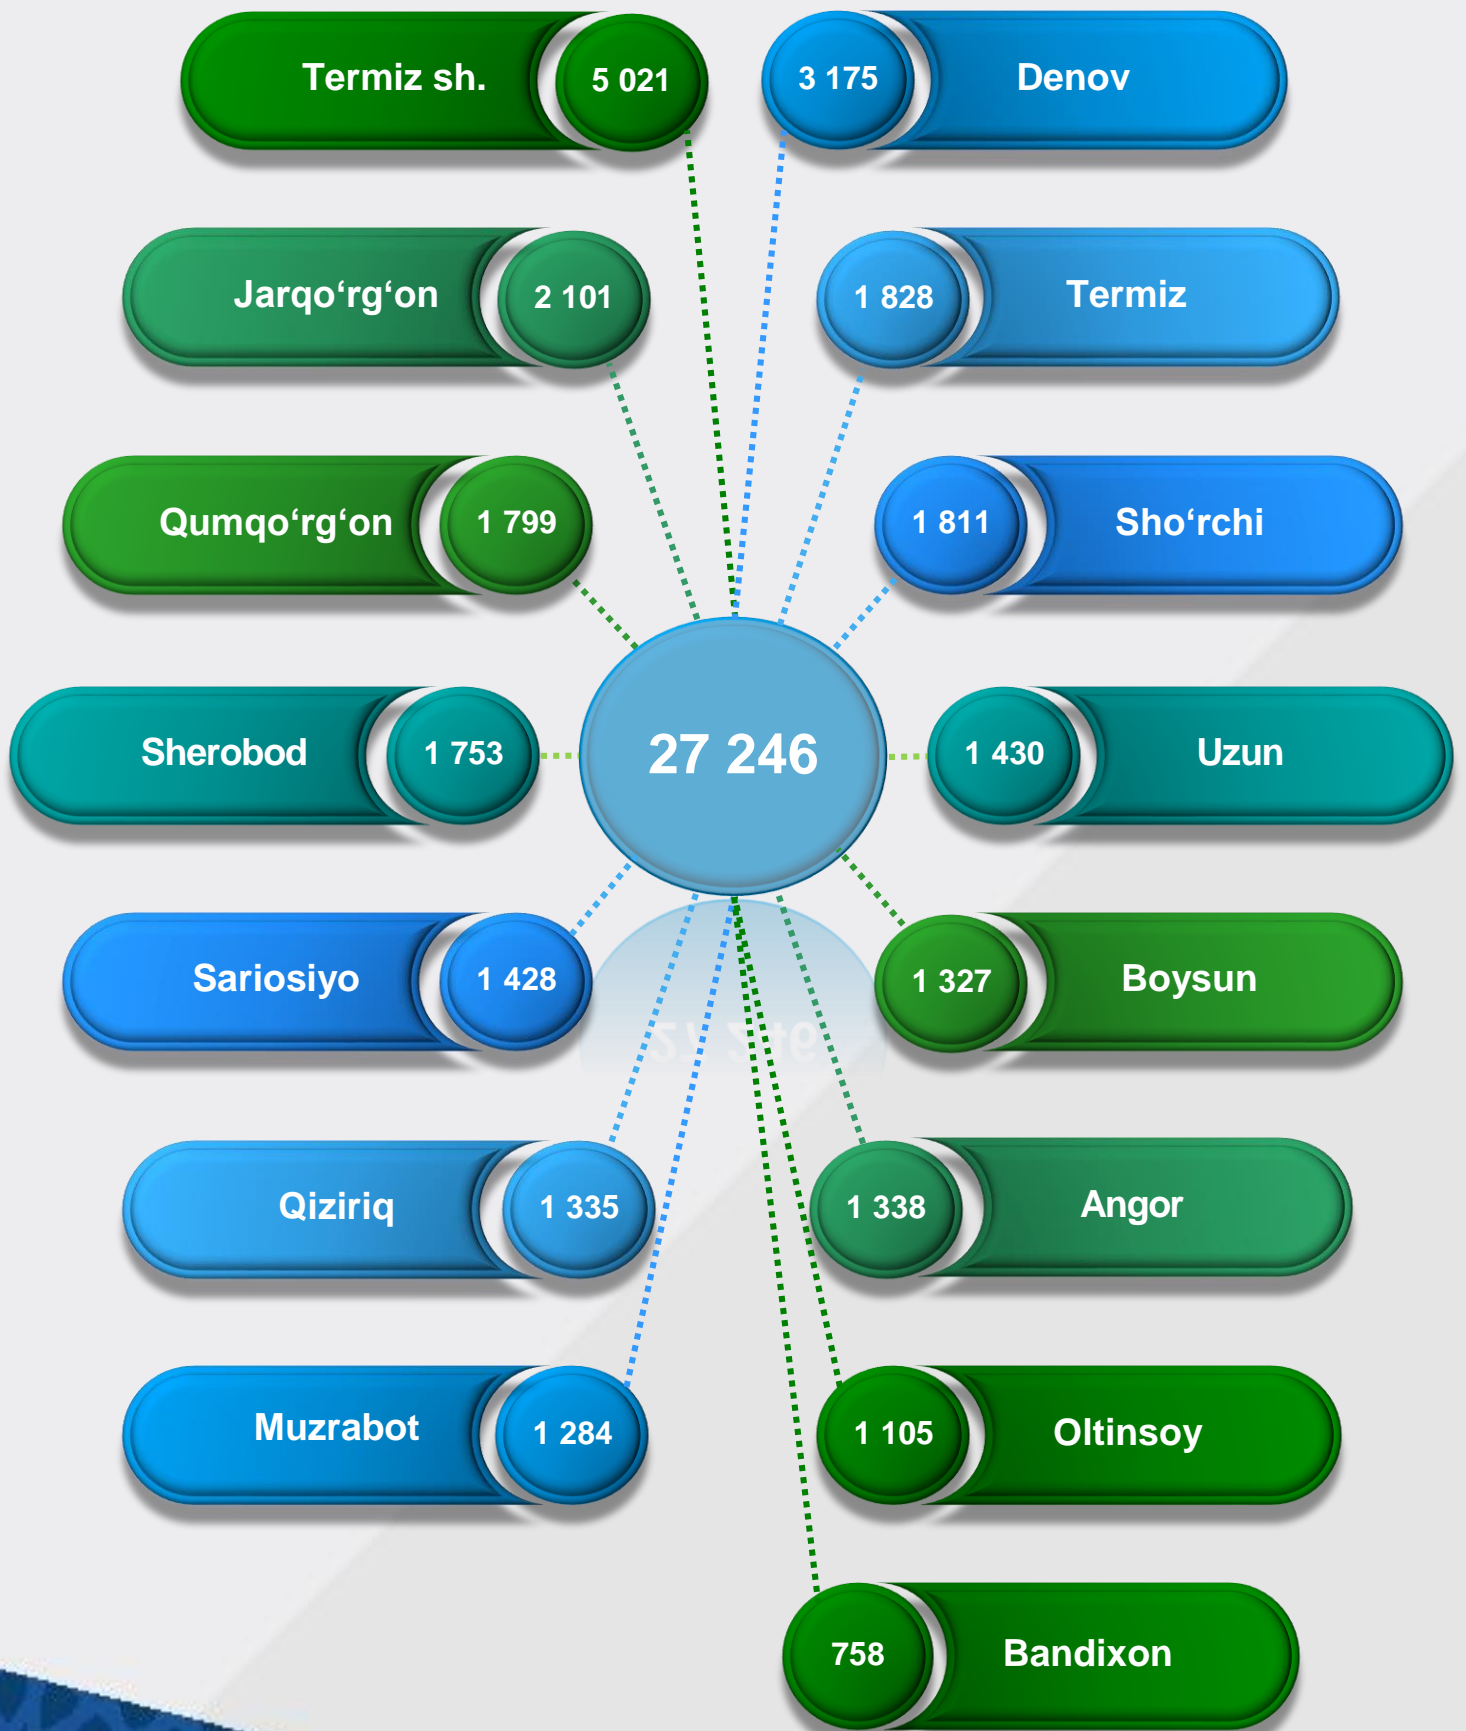 Termiz sh. 5 021
3 175 Denov
Jarqo‘rg‘on 2 101
1 828 Termiz
Qumqo‘rg‘on 1 799
1 811 Sho‘rchi
Sherobod 1 753
27 246
1 430 Uzun
Sariosiyo 1 428
1 327 Boysun
Qiziriq 1 335
1 338 Angor
Muzrabot 1 284
1 105 Oltinsoy
758 Bandixon